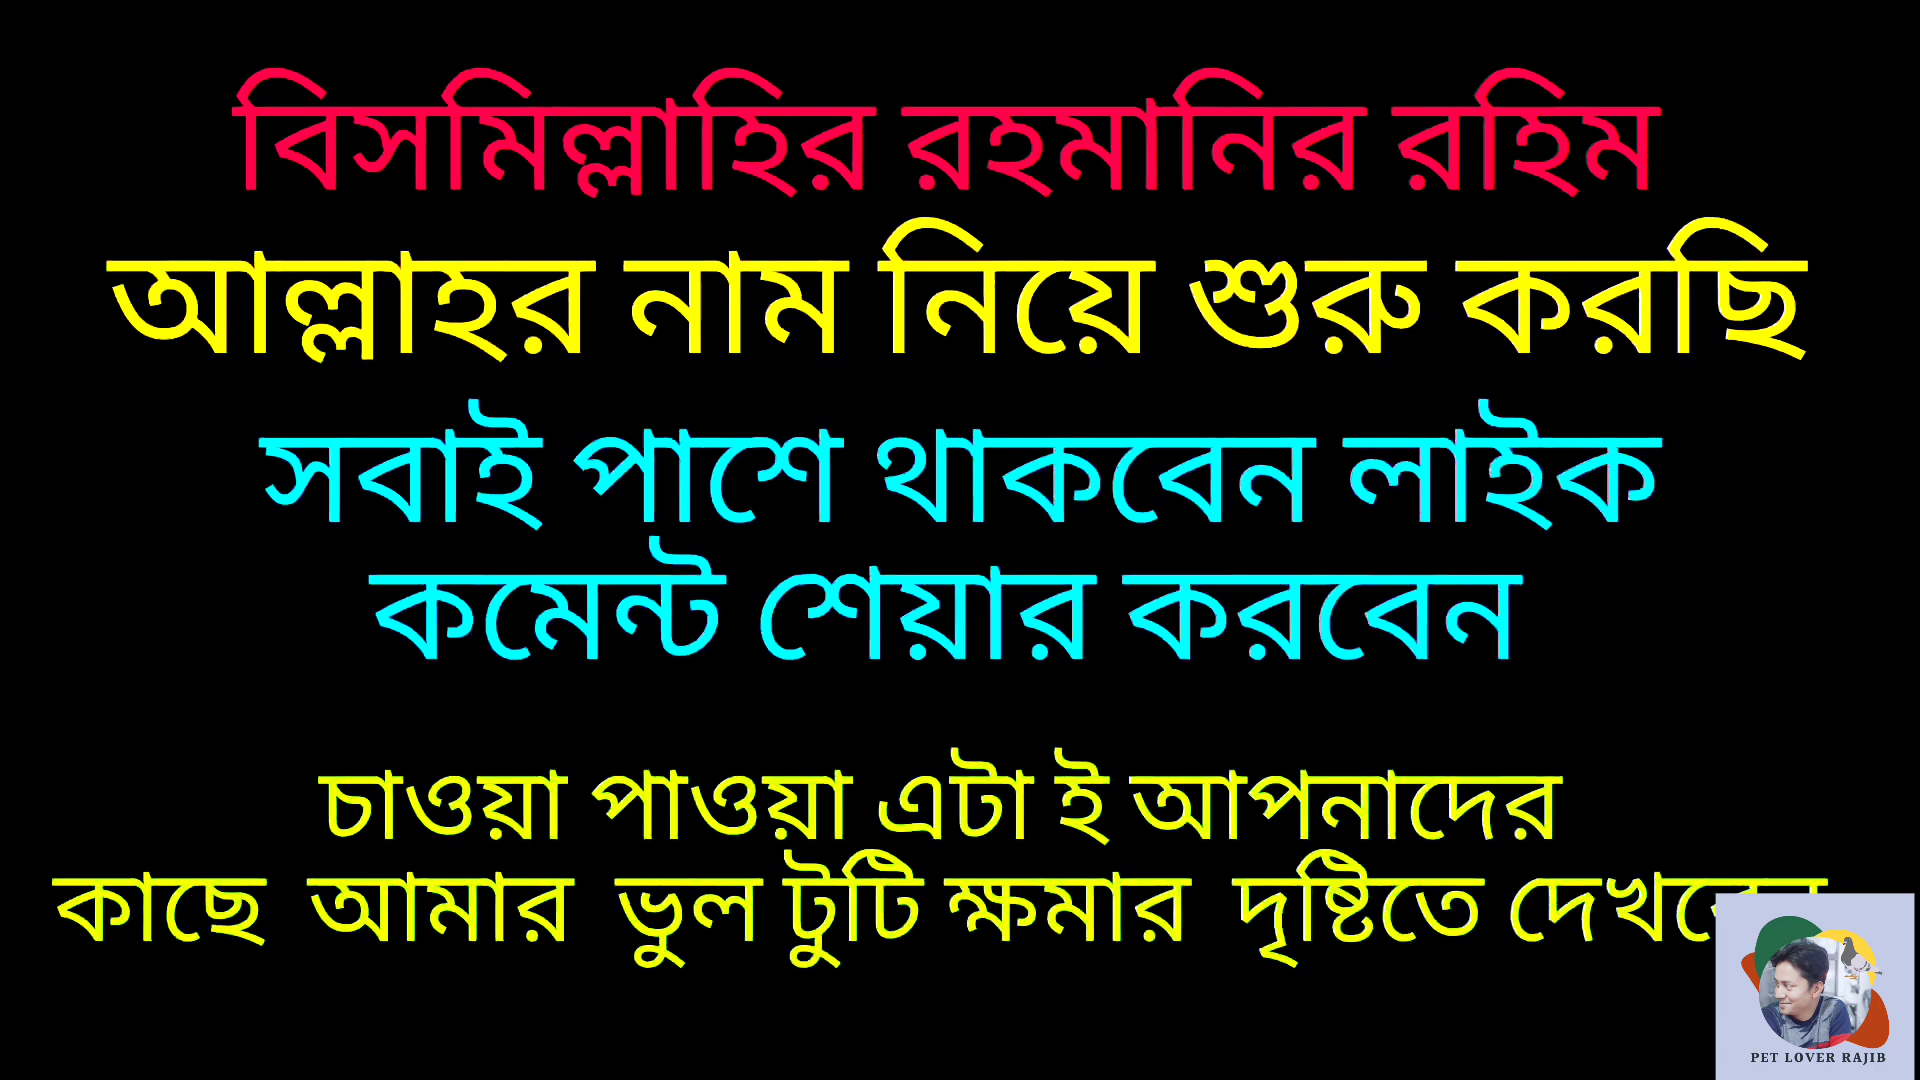 বিসমিল্লাহির রহমানির রহিম
আল্লাহর নাম নিয়ে শুরু করছি
সবাই পাশে থাকবেন লাইক
কমেন্ট শেয়ার করবেন
চাওয়া পাওয়া এটা ই আপনাদের
কাছে আমার ভুল টুটি ক্ষমার দৃষ্টিতে
PET LOVER RAJIB